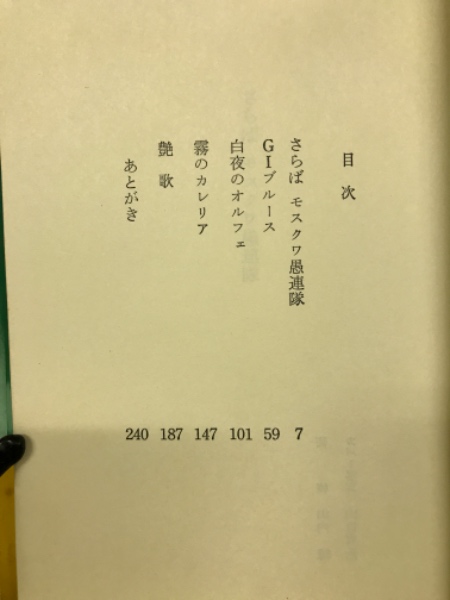 目次
さらば モスクワ愚連隊 7
GIブルース 59
白夜のオルフェ 101
霧のカレリア 147
艶歌 187
あとがき 240